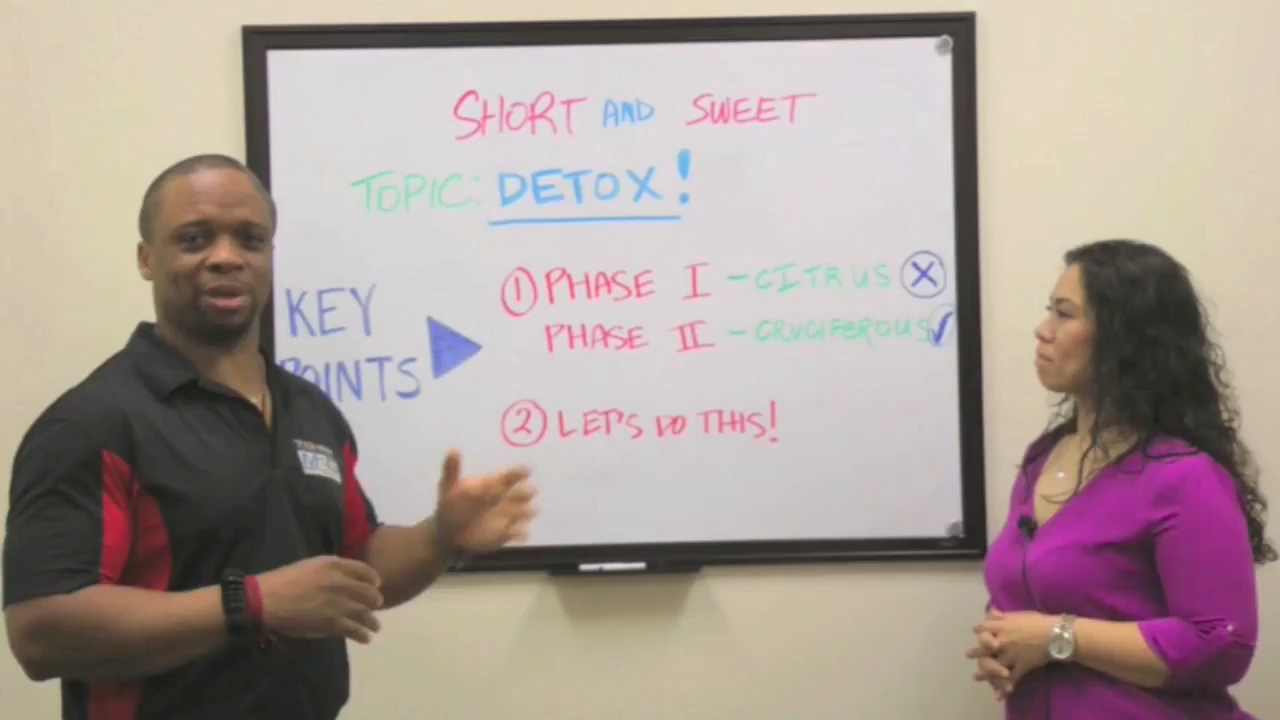 SHORT AND SWEET
TOPIC: DETOX!
KEY
POINTS
① PHASE I - CITRUS ⓧ
PHASE II - CRUCIFEROUS ✓
② LET'S DO THIS!